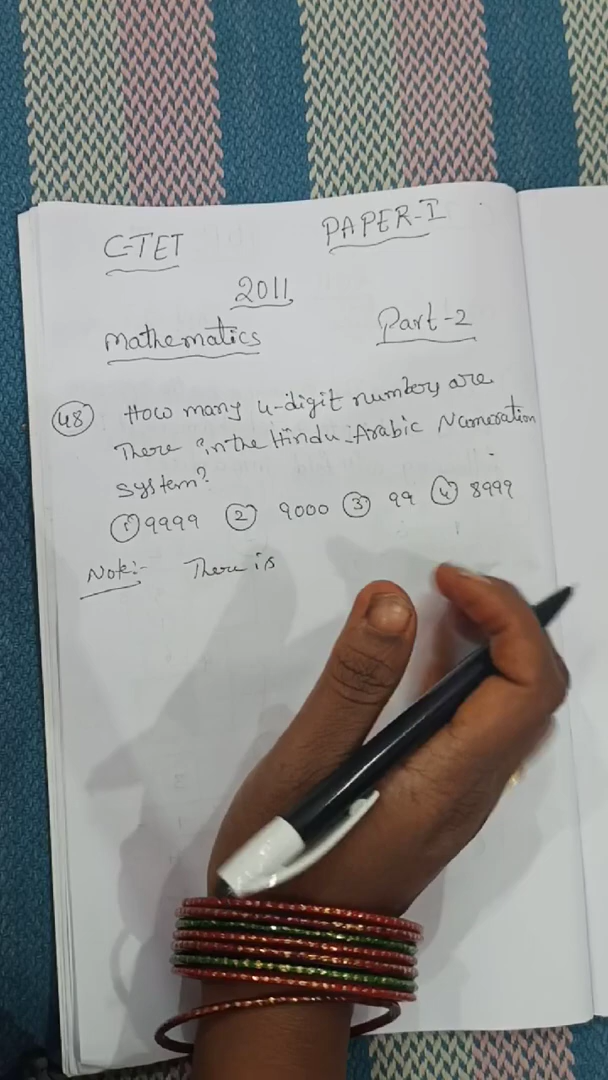 C-TET PAPER-I
2011
Mathematics Part-2
48 How many 4-digit numbers are
There in the Hindu-Arabic Numeration
system?
1 9999 2 9000 3 99 4 8999
Note:- There is